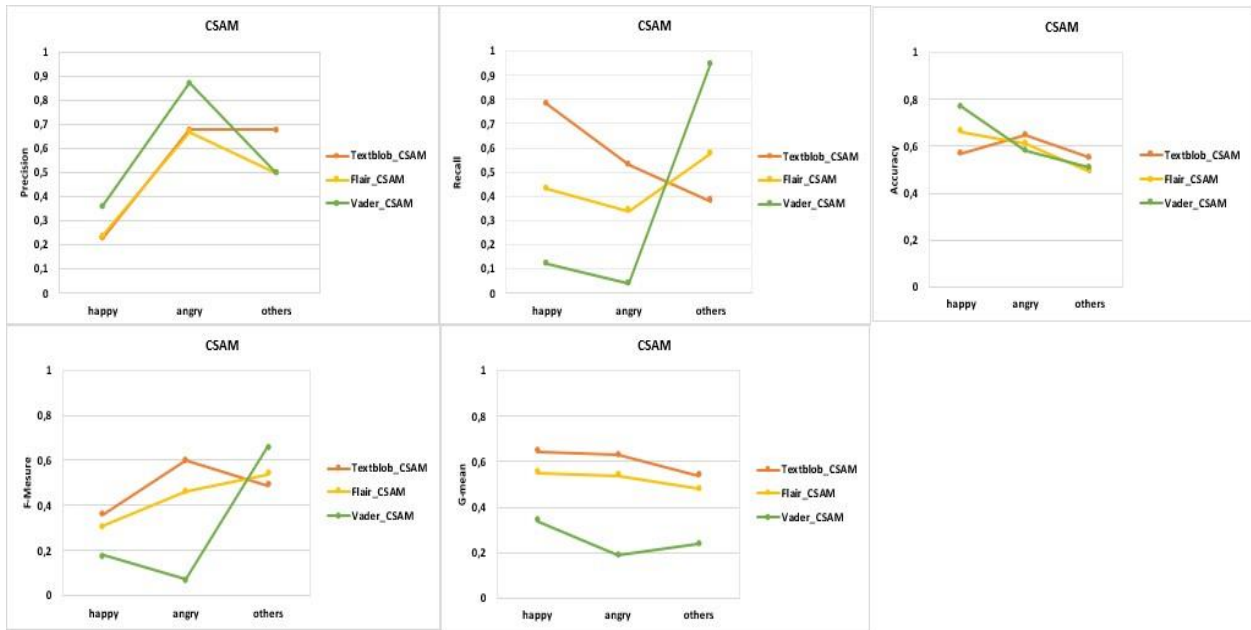 CSAM
1
0,9
0,8
0,7
0,6
0,5
0,4
0,3
0,2
0,1
0
Precision
happy angry others
Textblob_CSAM
Flair_CSAM
Vader_CSAM
CSAM
1
0,9
0,8
0,7
0,6
0,5
0,4
0,3
0,2
0,1
0
Recall
happy angry others
Textblob_CSAM
Flair_CSAM
Vader_CSAM
CSAM
1
0,8
0,6
0,4
0,2
0
Accuracy
happy angry others
Textblob_CSAM
Flair_CSAM
Vader_CSAM
CSAM
1
0,8
0,6
0,4
0,2
0
F-Mesure
happy angry others
Textblob_CSAM
Flair_CSAM
Vader_CSAM
CSAM
1
0,8
0,6
0,4
0,2
0
G-mean
happy angry others
Textblob_CSAM
Flair_CSAM
Vader_CSAM